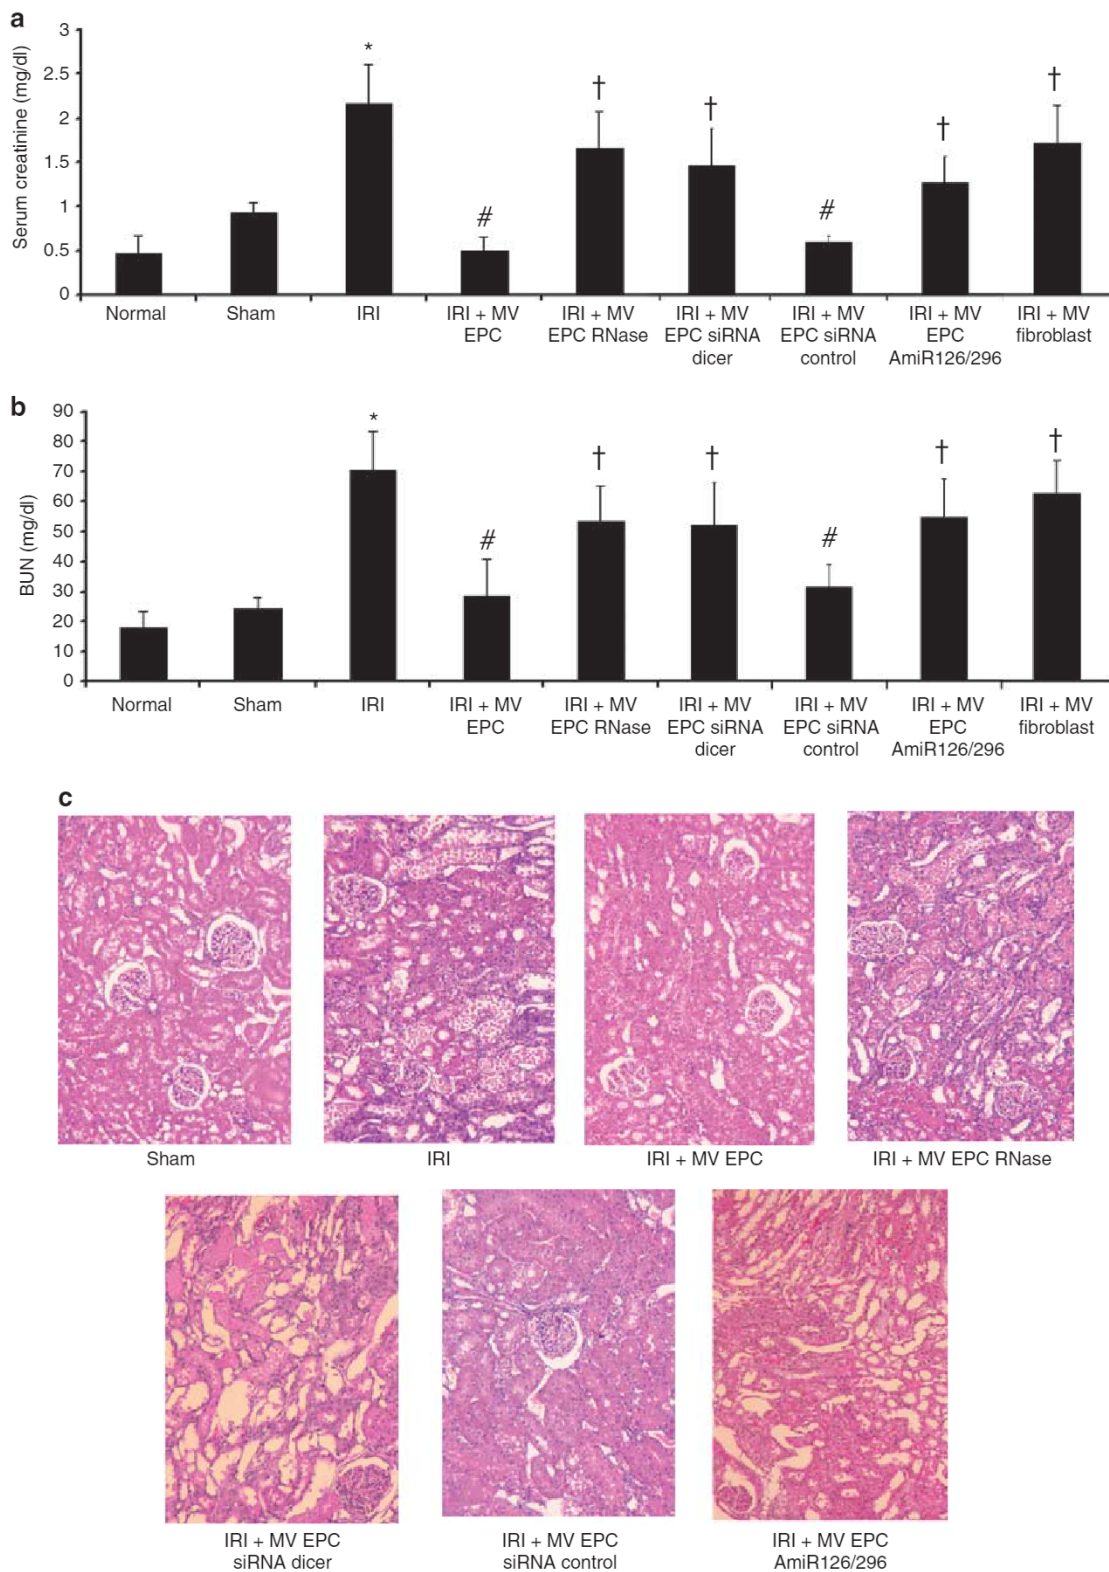 a
Serum creatinine (mg/dl)
3
2.5
2
1.5
1
0.5
0
*
#
†
†
#
†
†
Normal
Sham
IRI
IRI + MV
EPC
IRI + MV
EPC RNase
IRI + MV
EPC siRNA
dicer
IRI + MV
EPC siRNA
control
IRI + MV
EPC
AmiR126/296
IRI + MV
fibroblast
b
BUN (mg/dl)
90
80
70
60
50
40
30
20
10
0
*
#
†
†
#
†
†
Normal
Sham
IRI
IRI + MV
EPC
IRI + MV
EPC RNase
IRI + MV
EPC siRNA
dicer
IRI + MV
EPC siRNA
control
IRI + MV
EPC
AmiR126/296
IRI + MV
fibroblast
c
Sham
IRI
IRI + MV EPC
IRI + MV EPC RNase
IRI + MV EPC
siRNA dicer
IRI + MV EPC
siRNA control
IRI + MV EPC
AmiR126/296